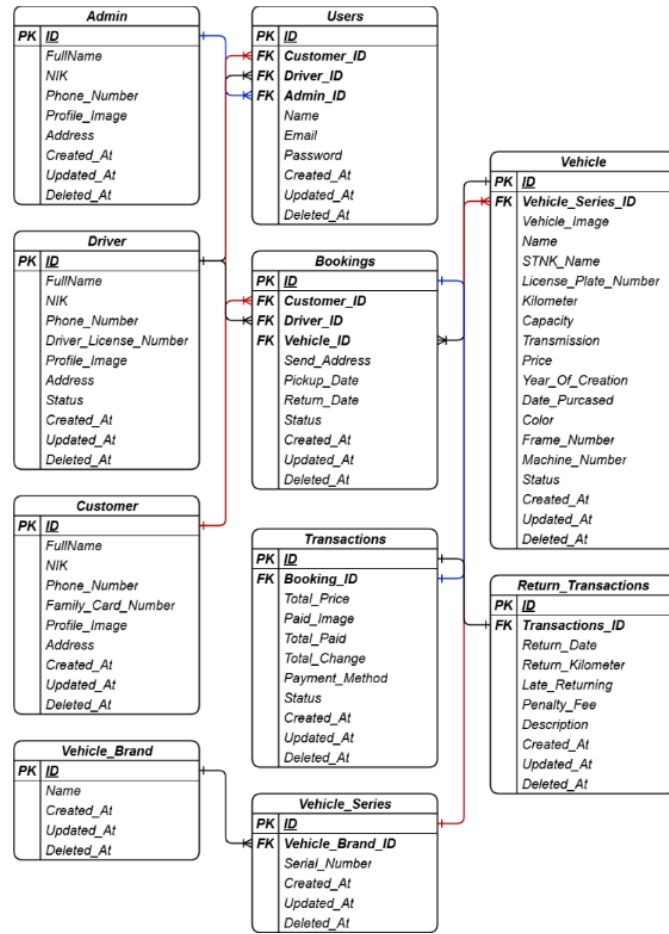 Admin
PK ID
FullName
NIK
Phone_Number
Profile_Image
Address
Created_At
Updated_At
Deleted_At
Users
PK ID
FK Customer_ID
FK Driver_ID
FK Admin_ID
Name
Email
Password
Created_At
Updated_At
Deleted_At
Vehicle
PK ID
FK Vehicle_Series_ID
Vehicle_Image
Name
STNK_Name
License_Plate_Number
Kilometer
Capacity
Transmission
Price
Year_Of_Creation
Date_Purcased
Color
Frame_Number
Machine_Number
Status
Created_At
Updated_At
Deleted_At
Driver
PK ID
FullName
NIK
Phone_Number
Driver_License_Number
Profile_Image
Address
Status
Created_At
Updated_At
Deleted_At
Bookings
PK ID
FK Customer_ID
FK Driver_ID
FK Vehicle_ID
Send_Address
Pickup_Date
Return_Date
Status
Created_At
Updated_At
Deleted_At
Customer
PK ID
FullName
NIK
Phone_Number
Family_Card_Number
Profile_Image
Address
Created_At
Updated_At
Deleted_At
Transactions
PK ID
FK Booking_ID
Total_Price
Paid_Image
Total_Paid
Total_Change
Payment_Method
Status
Created_At
Updated_At
Deleted_At
Return_Transactions
PK ID
FK Transactions_ID
Return_Date
Return_Kilometer
Late_Returning
Penalty_Fee
Description
Created_At
Updated_At
Deleted_At
Vehicle_Brand
PK ID
Name
Created_At
Updated_At
Deleted_At
Vehicle_Series
PK ID
FK Vehicle_Brand_ID
Serial_Number
Created_At
Updated_At
Deleted_At